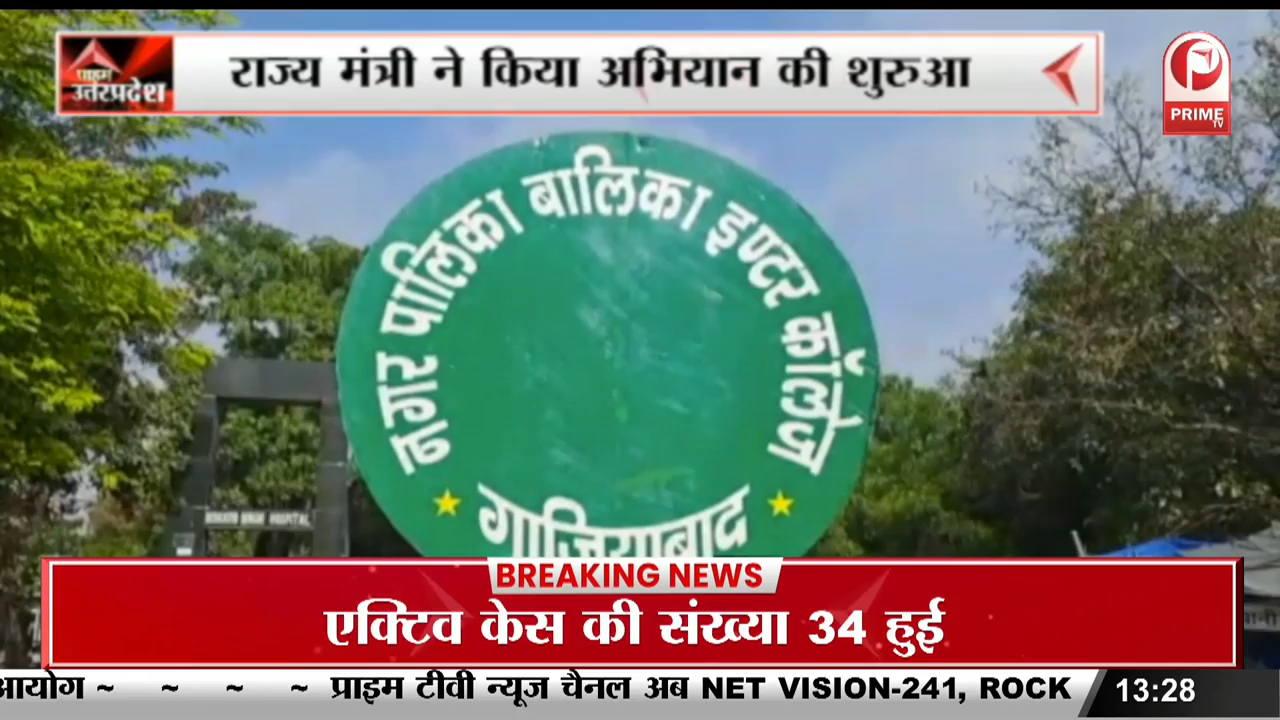 प्राइम
उत्तरप्रदेश
राज्य मंत्री ने किया अभियान की शुरुआ
PRIME
TV
नगर पालिका बालिका इण्टर कॉलेज
गाजियाबाद
HOSPITAL
BREAKING NEWS
एक्टिव केस की संख्या 34 हुई
आयोग ~ ~ ~ ~ प्राइम टीवी न्यूज चैनल अब NET VISION-241, ROCK
13:28